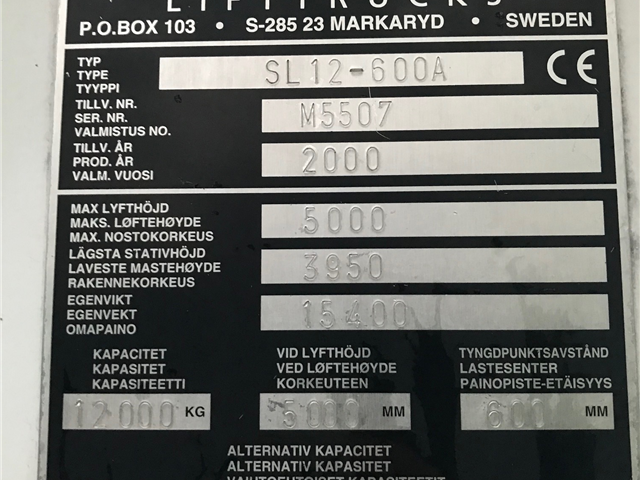 LIFTTRUCKS
P.O.BOX 103 • S-285 23 MARKARYD • SWEDEN
TYP
TYPE
TYYPPI
SL12-600A
CE
TILLV. NR.
SER. NR.
VALMISTUS NO.
M5507
TILLV. ÅR
PROD. ÅR
VALM. VUOSI
2000
MAX LYFTHÖJD
MAKS. LØFTEHØYDE
MAX. NOSTOKORKEUS
5000
LÄGSTA STATIVHÖJD
LAVESTE MASTEHØYDE
RAKENNEKORKEUS
3950
EGENVIKT
EGENVEKT
OMAPAINO
15400
KAPACITET
KAPASITET
KAPASITEETTI
12000 KG
VID LYFTHÖJD
VED LØFTEHØYDE
KORKEUTEEN
5000 MM
TYNGDPUNKTSAVSTÅND
LASTESENTER
PAINOPISTE-ETÄISYYS
600 MM
ALTERNATIV KAPACITET
ALTERNATIV KAPASITET
VAIHTOEHTOISET KAPASITEETIT